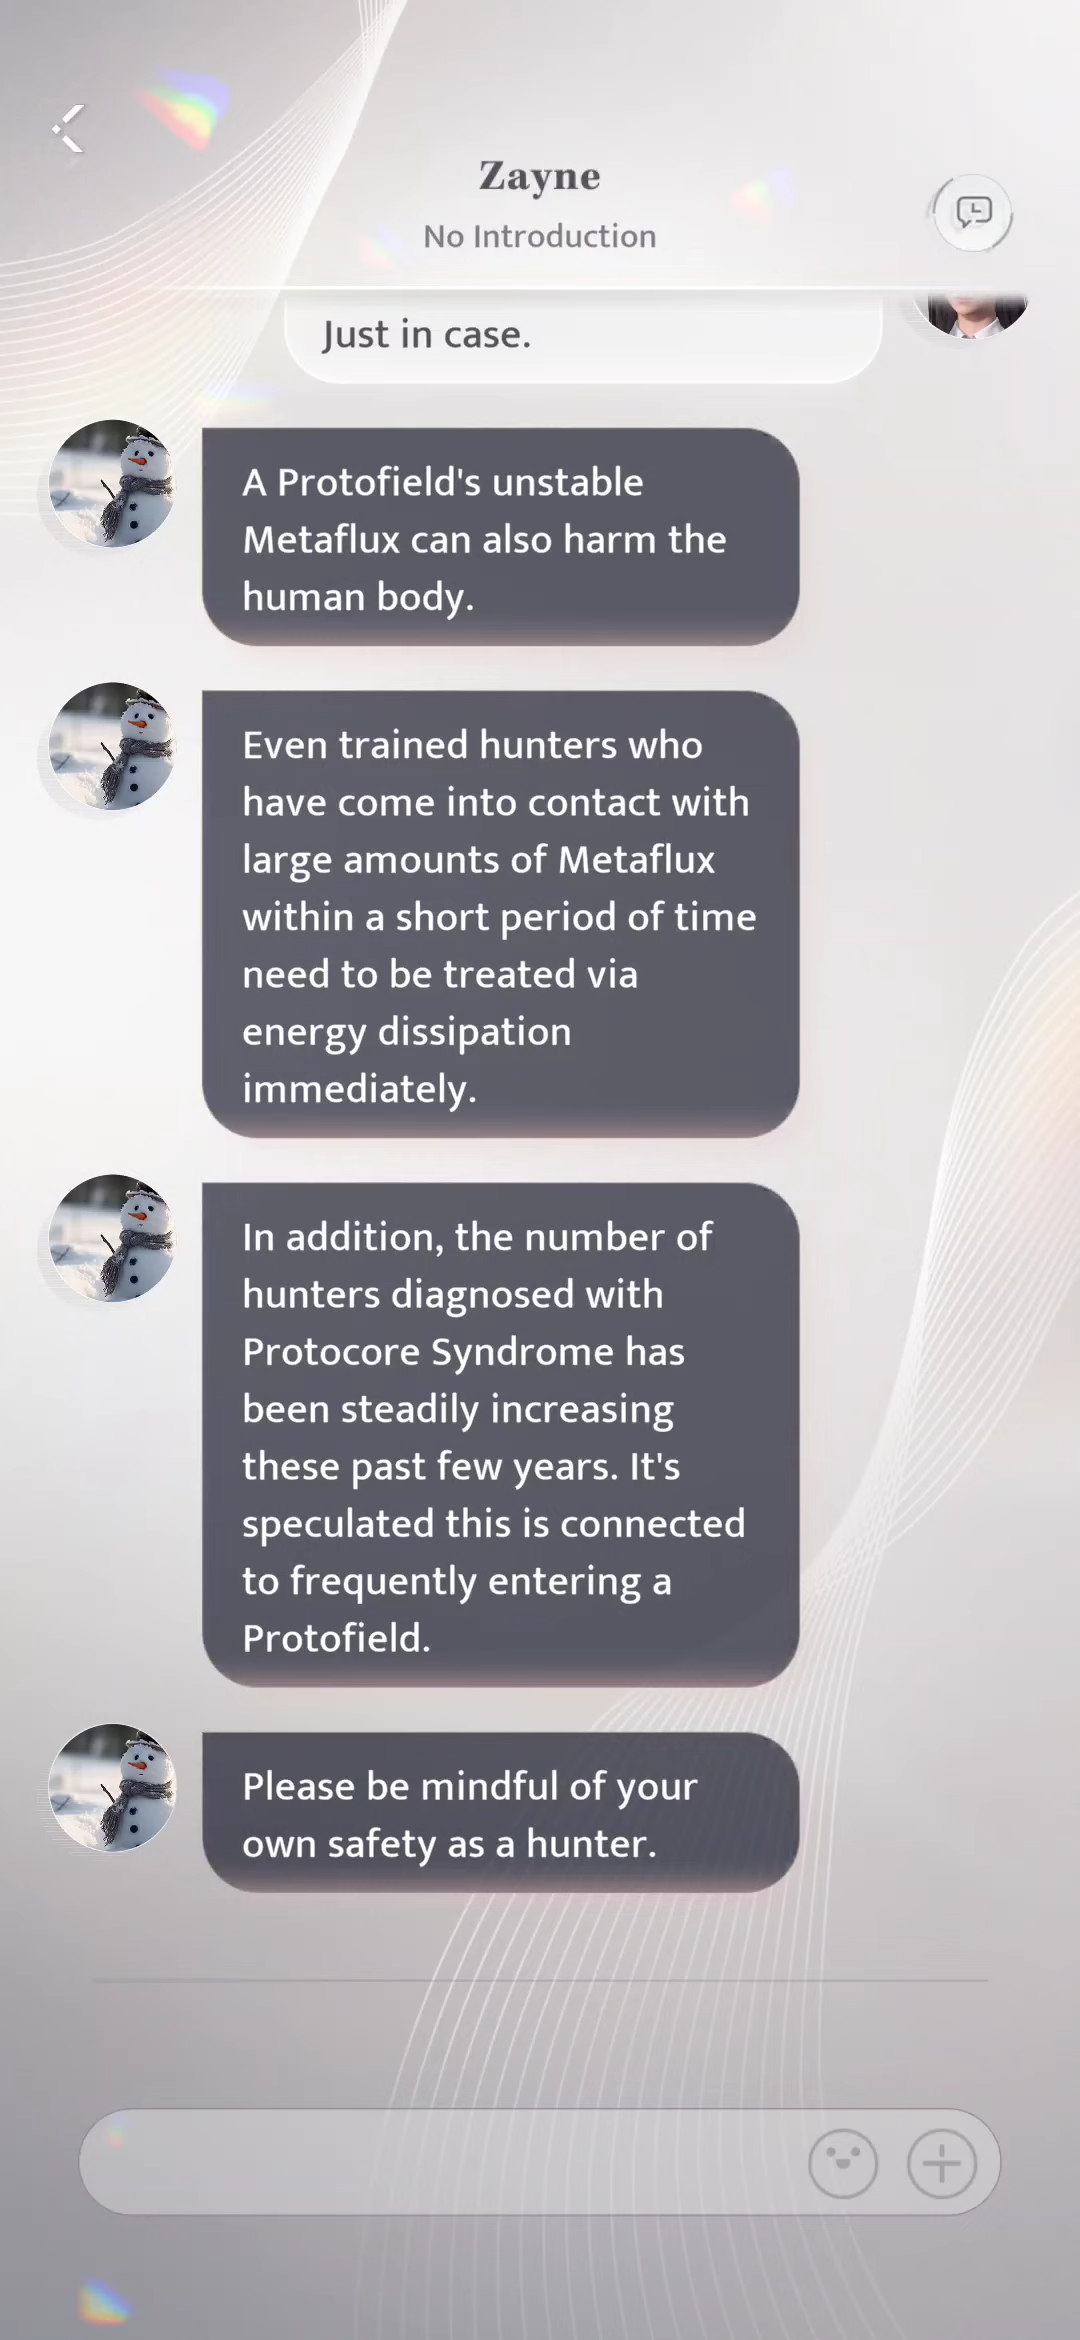 Zayne
No Introduction
Just in case.
A Protofield's unstable
Metaflux can also harm the
human body.
Even trained hunters who
have come into contact with
large amounts of Metaflux
within a short period of time
need to be treated via
energy dissipation
immediately.
In addition, the number of
hunters diagnosed with
Protocore Syndrome has
been steadily increasing
these past few years. It's
speculated this is connected
to frequently entering a
Protofield.
Please be mindful of your
own safety as a hunter.